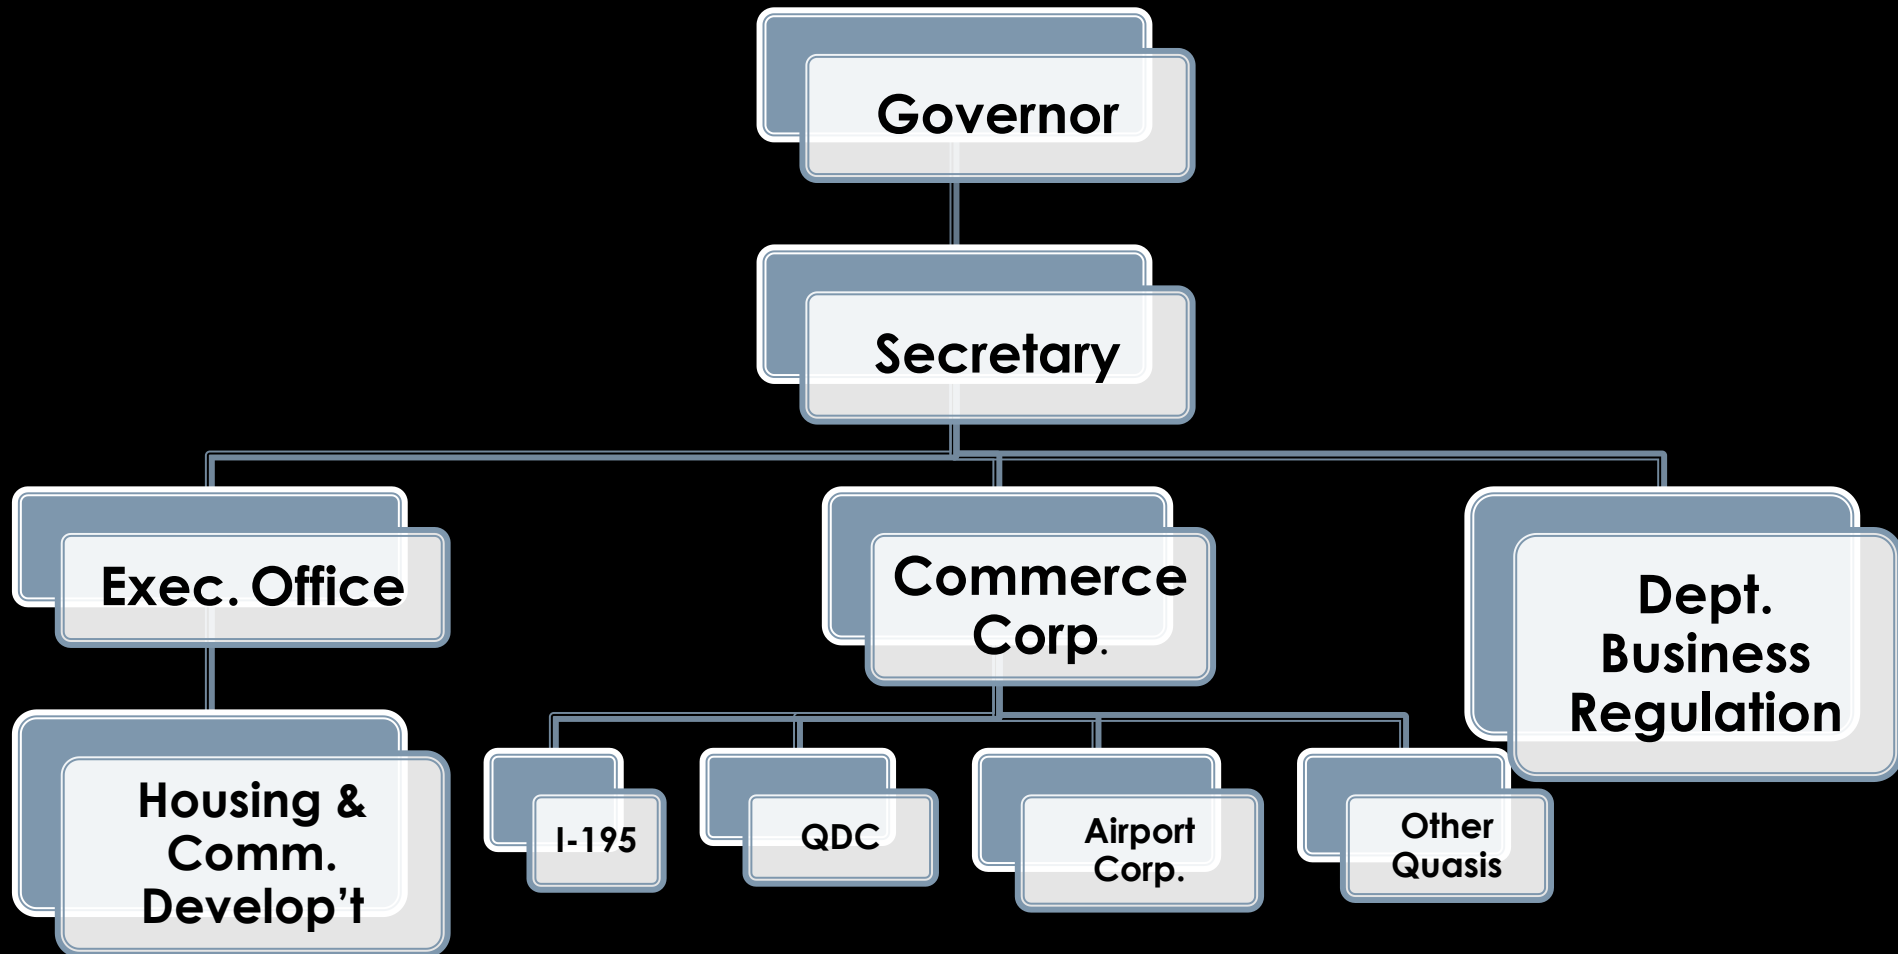 Governor
Secretary
Exec. Office
Commerce
Corp.
Dept.
Business
Regulation
Housing &
Comm.
Develop’t
I-195
QDC
Airport
Corp.
Other
Quasis